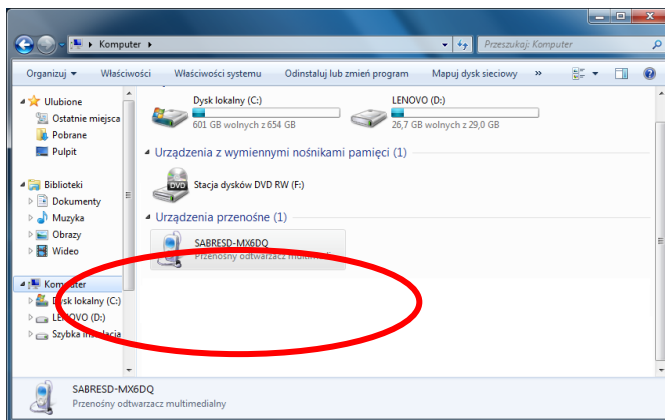 Komputer
Przeszukaj: Komputer
Organizuj
Właściwości
Właściwości systemu
Odinstaluj lub zmień program
Mapuj dysk sieciowy
»
Ulubione
Ostatnie miejsca
Pobrane
Pulpit
Biblioteki
Dokumenty
Muzyka
Obrazy
Wideo
Komputer
Dysk lokalny (C:)
LENOVO (D:)
Szybka instalacja
Dysk lokalny (C:)
601 GB wolnych z 654 GB
LENOVO (D:)
26,7 GB wolnych z 29,0 GB
Urządzenia z wymiennymi nośnikami pamięci (1)
DVD
Stacja dysków DVD RW (F:)
Urządzenia przenośne (1)
SABRESD-MX6DQ
Przenośny odtwarzacz multimedi
SABRESD-MX6DQ
Przenośny odtwarzacz multimedialny